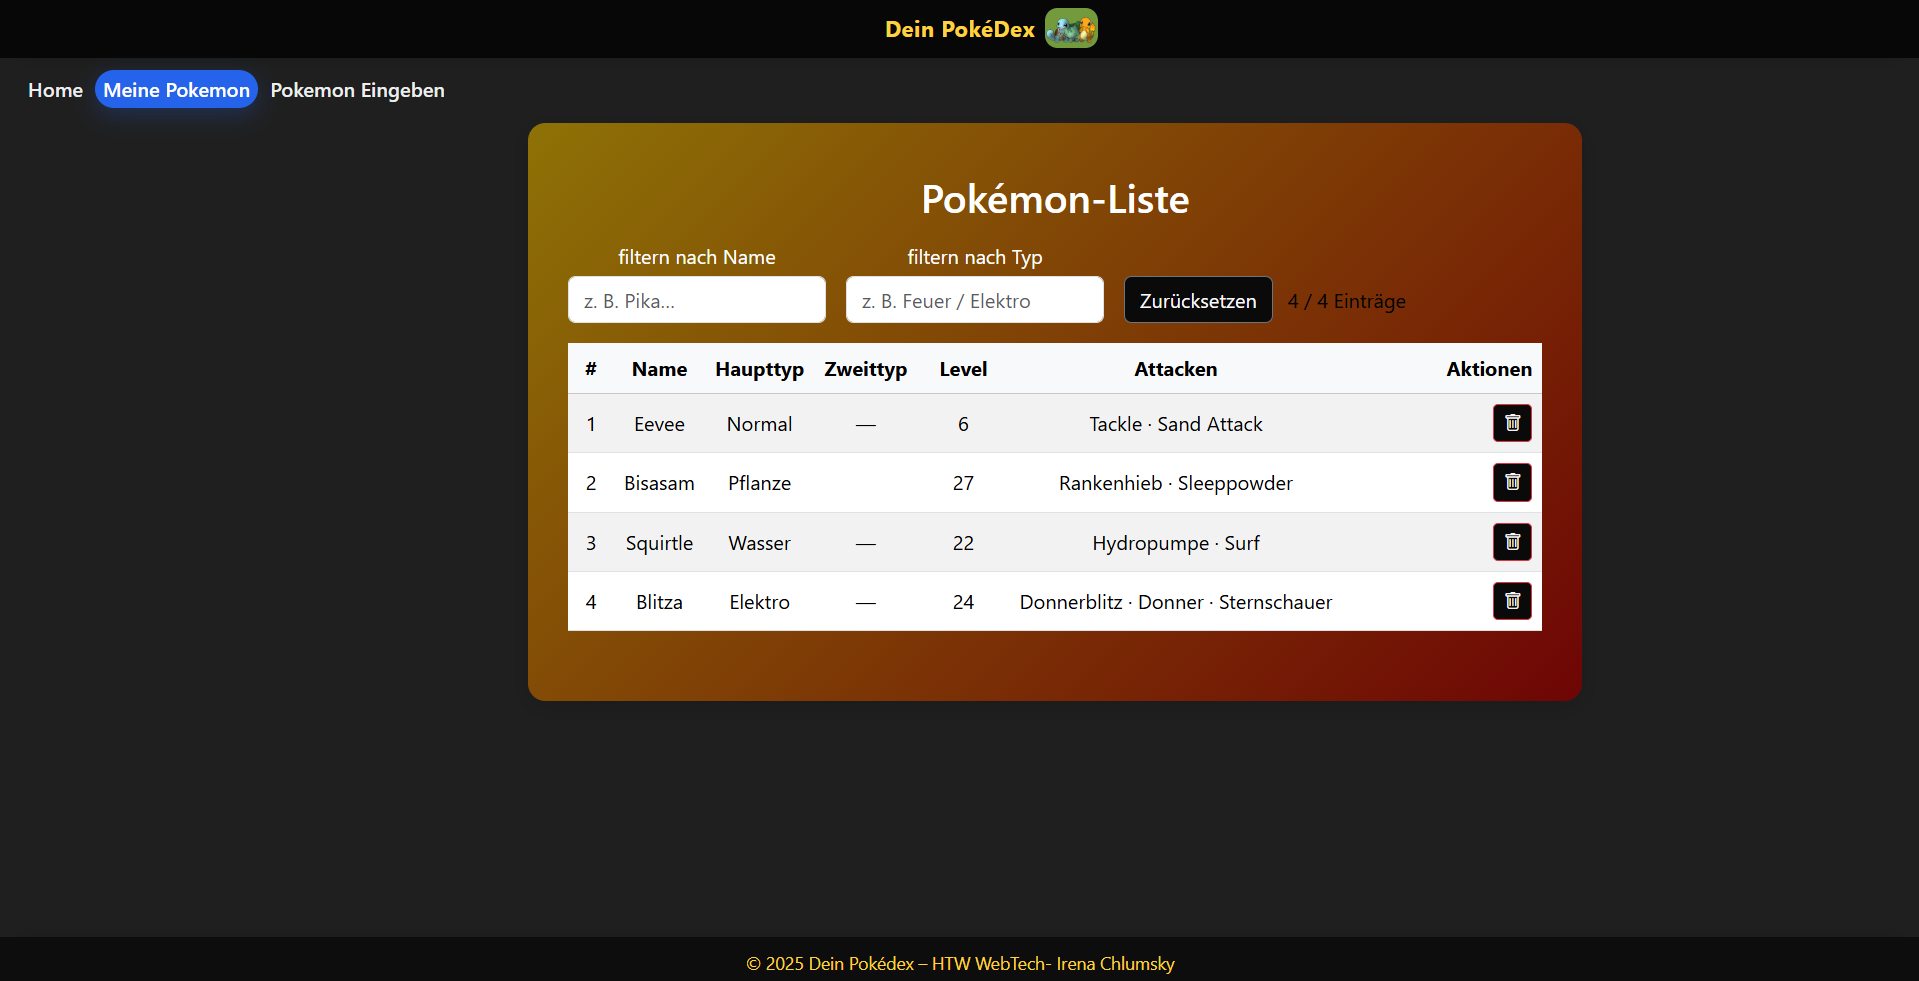 Dein PokéDex
Home Meine Pokemon Pokemon Eingeben
Pokémon-Liste
filtern nach Name filtern nach Typ
z. B. Pika... z. B. Feuer / Elektro Zurücksetzen 4 / 4 Einträge
# Name Haupttyp Zweittyp Level Attacken Aktionen
1 Eevee Normal — 6 Tackle · Sand Attack
2 Bisasam Pflanze 27 Rankenhieb · Sleeppowder
3 Squirtle Wasser — 22 Hydropumpe · Surf
4 Blitza Elektro — 24 Donnerblitz · Donner · Sternschauer
© 2025 Dein Pokédex – HTW WebTech- Irena Chlumsky